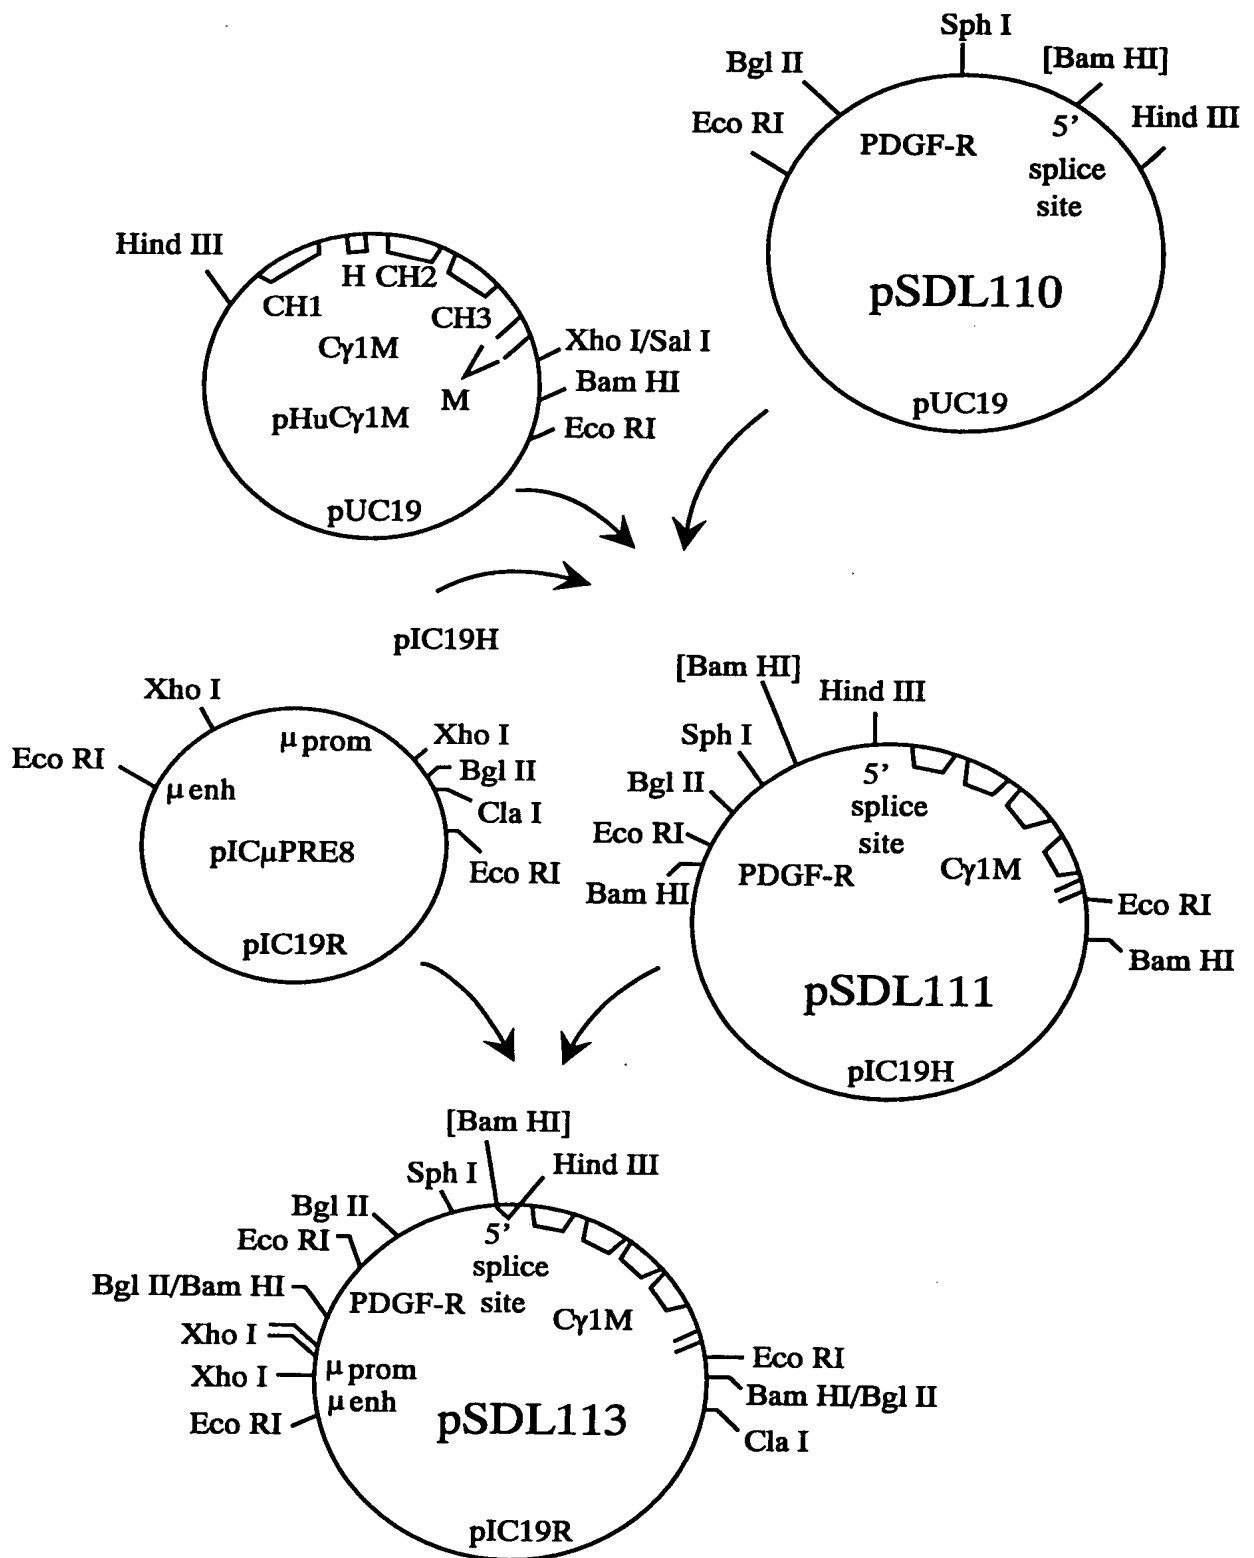 Sph I
Bgl II
[Bam HI]
Eco RI
Hind III
PDGF-R
5'
splice
site
pSDL110
pUC19
Hind III
H CH2
CH1
CH3
Cγ1M
Xho I/Sal I
M
Bam HI
pHuCγ1M
Eco RI
pUC19
pIC19H
Xho I
μ prom
Xho I
Eco RI
Bgl II
μ enh
Cla I
pICμPRE8
Eco RI
pIC19R
[Bam HI]
Hind III
Sph I
5'
Bgl II
splice
Eco RI
site
PDGF-R
Cγ1M
Bam HI
Eco RI
Bam HI
pSDL111
pIC19H
[Bam HI]
Sph I
Hind III
Bgl II
5'
Eco RI
splice
Bgl II/Bam HI
PDGF-R site
Cγ1M
Xho I
Eco RI
Xho I
μ prom
Bam HI/Bgl II
μ enh
Eco RI
pSDL113
Cla I
pIC19R